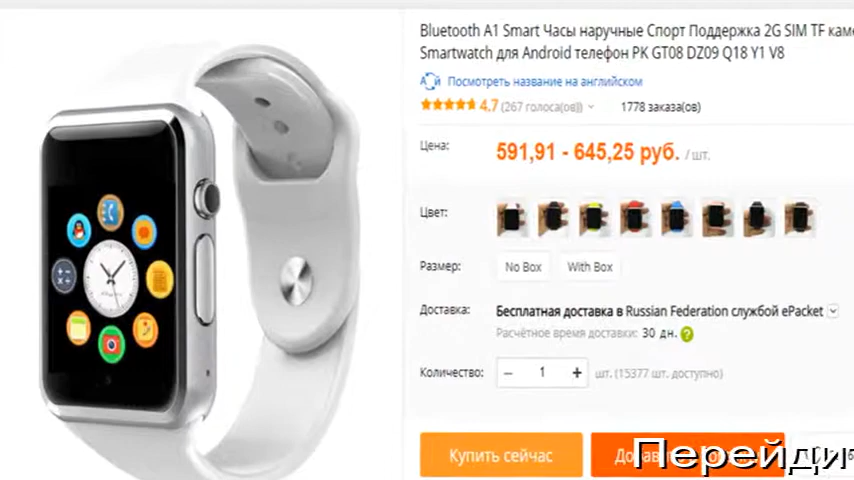 Bluetooth A1 Smart Часы наручные Спорт Поддержка 2G SIM TF
Smartwatch для Android телефон PK GT08 DZ09 Q18 Y1 V8
Посмотреть название на английском
4.7 (267 голоса(ов)) 1778 заказа(ов)
Цена: 591,91 - 645,25 руб. / шт.
Цвет:
Размер: No Box With Box
Доставка: Бесплатная доставка в Russian Federation службой ePacket
Расчётное время доставки: 30 дн. ?
Количество: − 1 + шт. (15377 шт. доступно)
Купить сейчас